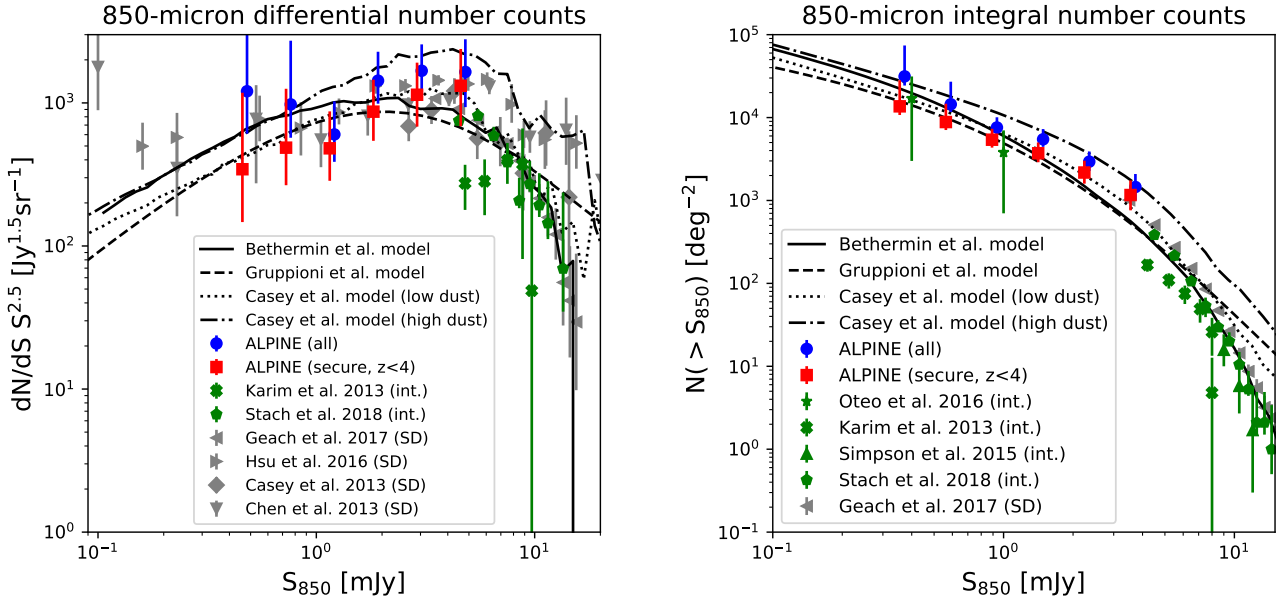 850-micron differential number counts
dN/dS S^2.5 [Jy^1.5 sr^−1]
10^3
10^2
10^1
10^0
Bethermin et al. model
Gruppioni et al. model
Casey et al. model (low dust)
Casey et al. model (high dust)
ALPINE (all)
ALPINE (secure, z<4)
Karim et al. 2013 (int.)
Stach et al. 2018 (int.)
Geach et al. 2017 (SD)
Hsu et al. 2016 (SD)
Casey et al. 2013 (SD)
Chen et al. 2013 (SD)
10^−1
10^0
10^1
S_850 [mJy]
850-micron integral number counts
N( > S_850) [deg^−2]
10^5
10^4
10^3
10^2
10^1
10^0
10^−1
Bethermin et al. model
Gruppioni et al. model
Casey et al. model (low dust)
Casey et al. model (high dust)
ALPINE (all)
ALPINE (secure, z<4)
Oteo et al. 2016 (int.)
Karim et al. 2013 (int.)
Simpson et al. 2015 (int.)
Stach et al. 2018 (int.)
Geach et al. 2017 (SD)
10^−1
10^0
10^1
S_850 [mJy]